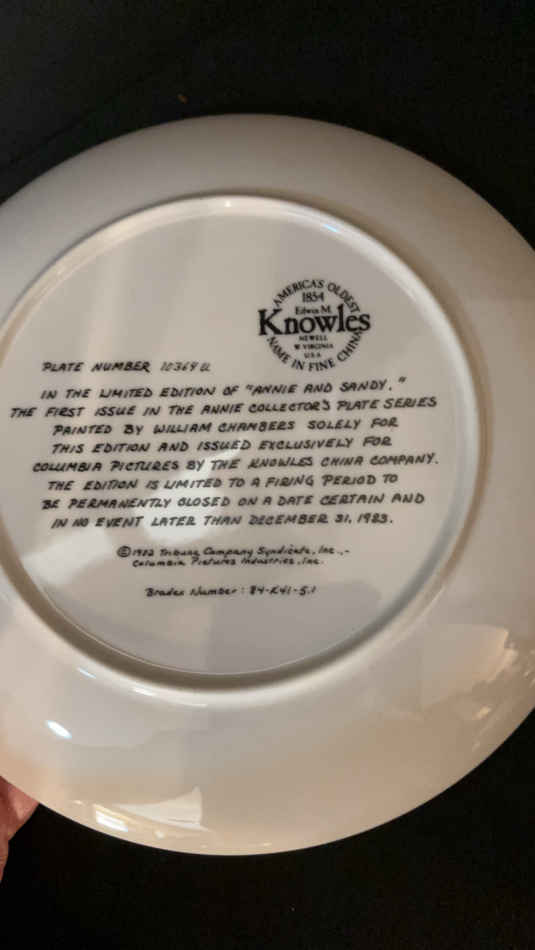 AMERICA'S OLDEST
1854
Edwin M.
Knowles
NEWELL
W VIRGINIA
U.S.A
NAME IN FINE CHINA
PLATE NUMBER
IN THE LIMITED EDITION OF "ANNIE AND SANDY,"
THE FIRST ISSUE IN THE ANNIE COLLECTOR'S PLATE SERIES
PAINTED BY WILLIAM CHAMBERS SOLELY FOR
THIS EDITION AND ISSUED EXCLUSIVELY FOR
COLUMBIA PICTURES BY THE KNOWLES CHINA COMPANY.
THE EDITION IS LIMITED TO A FIRING PERIOD TO
BE PERMANENTLY CLOSED ON A DATE CERTAIN AND
IN NO EVENT LATER THAN DECEMBER 31, 1983.
©1982 Tribune Company Syndicate, Inc.,-
Columbia Pictures Industries, Inc.
Bradex Number: 84-K41-5.1